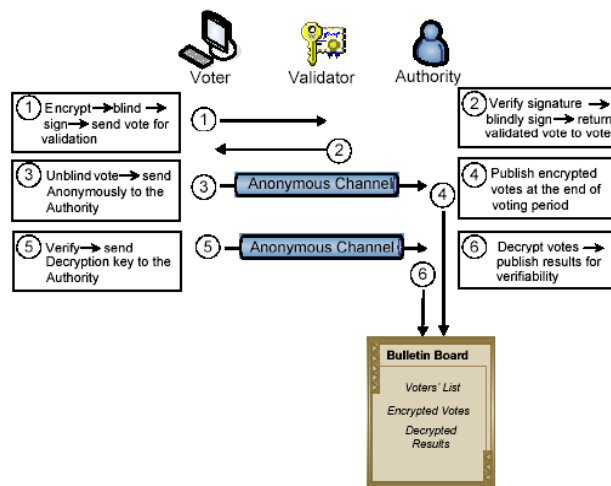 Voter
Validator
Authority
1 Encrypt→blind→
sign→send vote for
validation
1
2 Verify signature →
blindly sign→return
validated vote to vote
2
3 Unblind vote→send
Anonymously to the
Authority
3 Anonymous Channel 4
4 Publish encrypted
votes at the end of
voting period
5 Verify→send
Decryption key to the
Authority
5 Anonymous Channel
6
6 Decrypt votes→
publish results for
verifiability
Bulletin Board
Voters' List
Encrypted Votes
Decrypted
Results